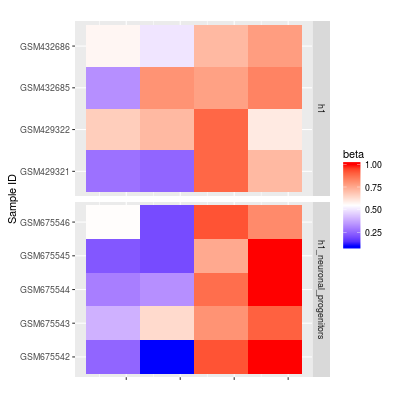 Sample ID
GSM432686
GSM432685
GSM429322
GSM429321
h1
GSM675546
GSM675545
GSM675544
GSM675543
GSM675542
h1_neuronal_progenitors
beta
1.00
0.75
0.50
0.25